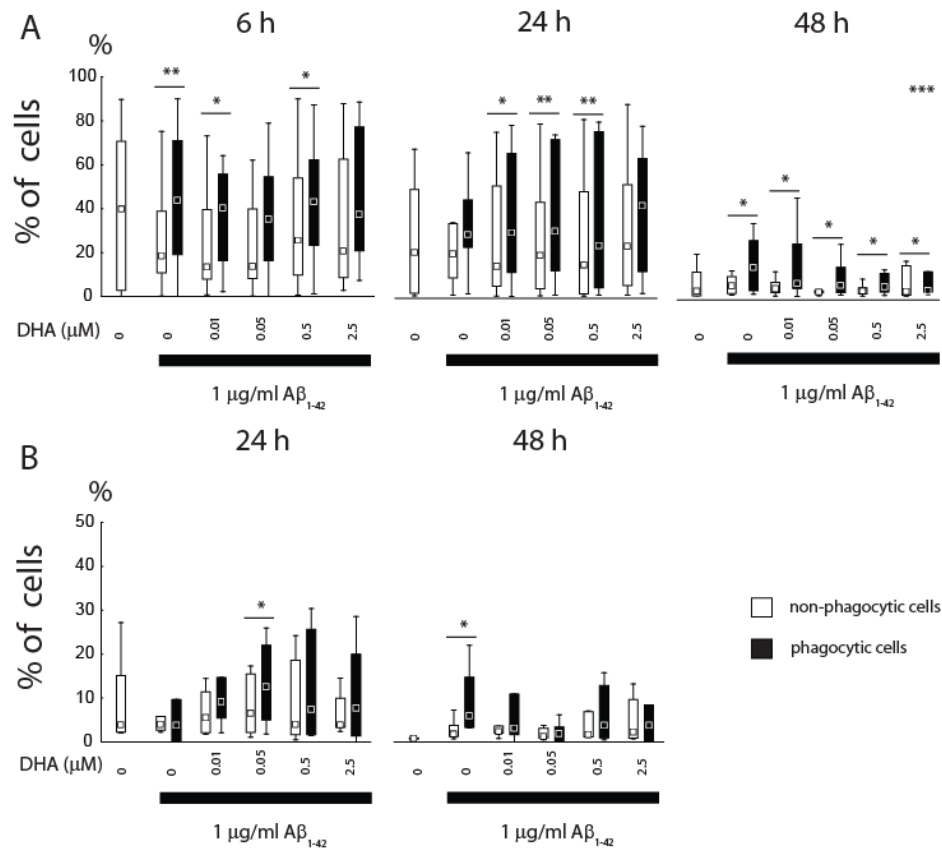 A
6 h
24 h
48 h
%
% of cells
100
80
60
40
20
0
** * *
* ** **
***
* * * * *
DHA (μM) 0 0 0.01 0.05 0.5 2.5
0 0 0.01 0.05 0.5 2.5
0 0 0.01 0.05 0.5 2.5
1 μg/ml Aβ1-42
1 μg/ml Aβ1-42
1 μg/ml Aβ1-42
B
24 h
48 h
%
% of cells
50
40
30
20
10
0
*
*
non-phagocytic cells
phagocytic cells
DHA (μM) 0 0 0.01 0.05 0.5 2.5
0 0 0.01 0.05 0.5 2.5
1 μg/ml Aβ1-42
1 μg/ml Aβ1-42